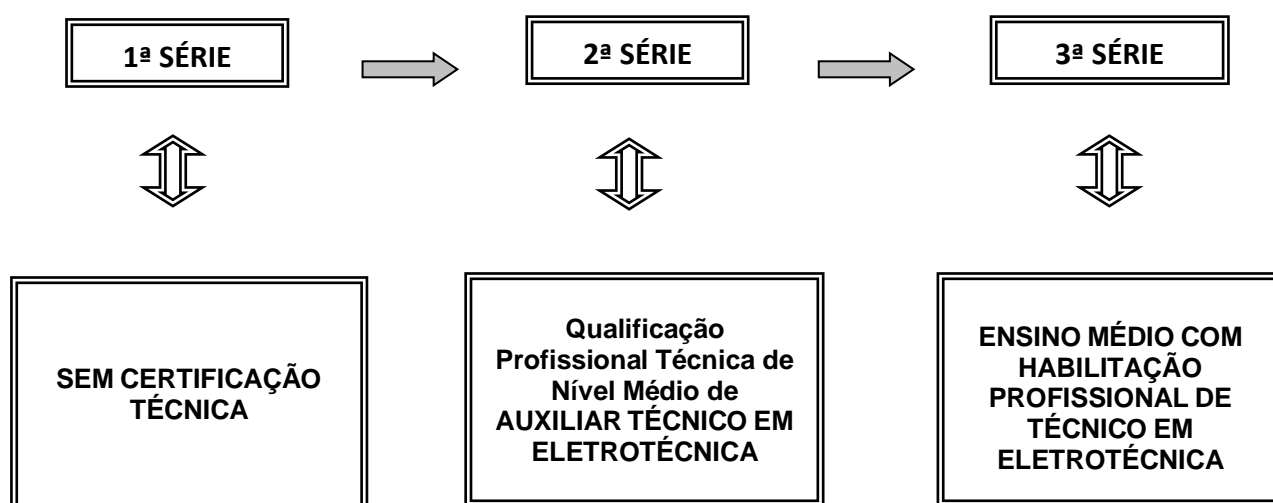 1ª SÉRIE
2ª SÉRIE
3ª SÉRIE
SEM CERTIFICAÇÃO
TÉCNICA
Qualificação
Profissional Técnica de
Nível Médio de
AUXILIAR TÉCNICO EM
ELETROTÉCNICA
ENSINO MÉDIO COM
HABILITAÇÃO
PROFISSIONAL DE
TÉCNICO EM
ELETROTÉCNICA